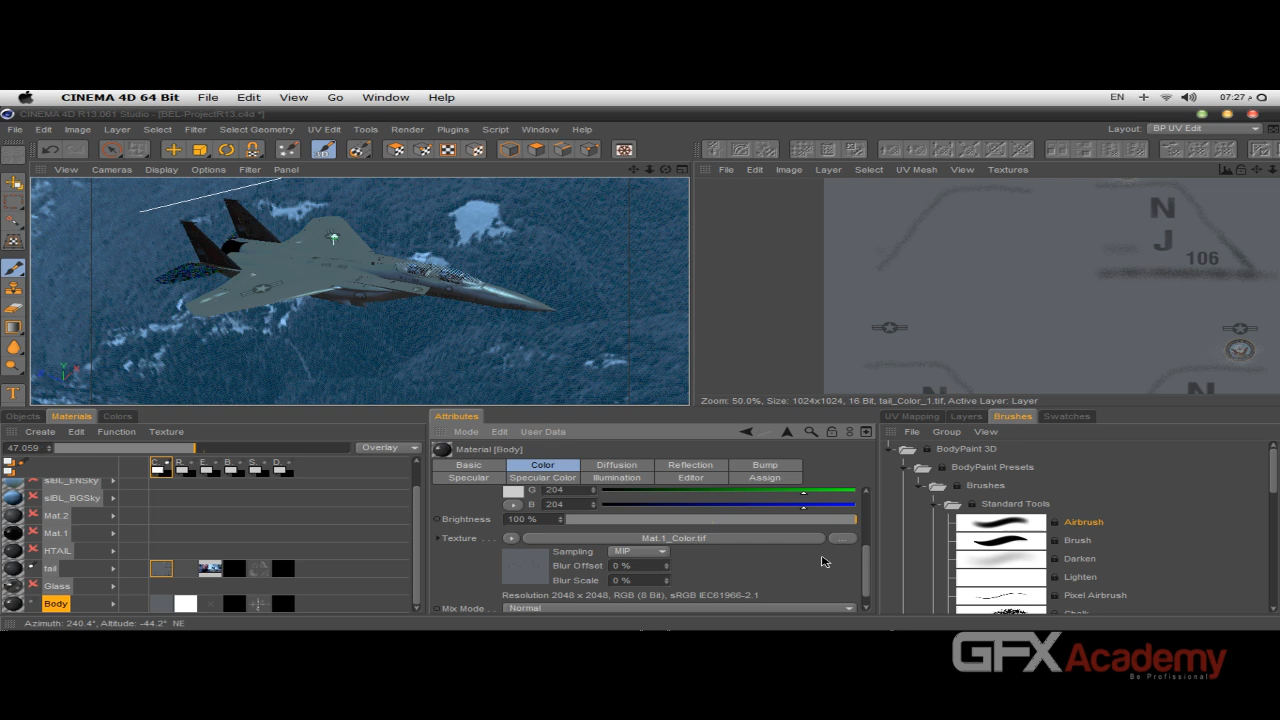 CINEMA 4D 64 Bit File Edit View Go Window Help EN 07:27 م
CINEMA 4D R13.061 Studio - [BEL-ProjectR13.c4d *]
File Edit Image Layer Select Filter Select Geometry UV Edit Tools Render Plugins Script Window Help Layout: BP UV Edit
View Cameras Display Options Filter Panel
File Edit Image Layer Select UV Mesh View Textures
N
J
106
N
N
Y
X
T
Zoom: 50.0%, Size: 1024x1024, 16 Bit, tail_Color_1.tif, Active Layer: Layer
Objects Materials Colors
Attributes
UV Mapping Layers Brushes Swatches
Create Edit Function Texture
Mode Edit User Data
File Group View
47.059 Overlay
C. R. E. B. S. D.
sIBL_ENSky
sIBL_BGSky
Mat.2
Mat.1
HTAIL
tail
Glass
Body
Material [Body]
Basic Color Diffusion Reflection Bump
Specular Specular Color Illumination Editor Assign
G 204
B 204
Brightness 100 %
Texture . . . Mat.1_Color.tif ...
Sampling MIP
Blur Offset 0 %
Blur Scale 0 %
Resolution 2048 x 2048, RGB (8 Bit), sRGB IEC61966-2.1
Mix Mode . Normal
BodyPaint 3D
BodyPaint Presets
Brushes
Standard Tools
Airbrush
Brush
Darken
Lighten
Pixel Airbrush
Chalk
Azimuth: 240.4°, Altitude: -44.2° NE
GFXAcademy
Be Profissional